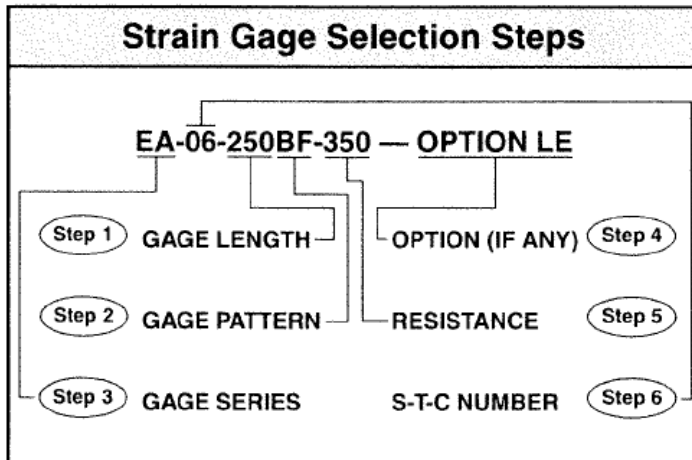 Strain Gage Selection Steps
EA-06-250BF-350 — OPTION LE
Step 1 GAGE LENGTH OPTION (IF ANY) Step 4
Step 2 GAGE PATTERN RESISTANCE Step 5
Step 3 GAGE SERIES S-T-C NUMBER Step 6